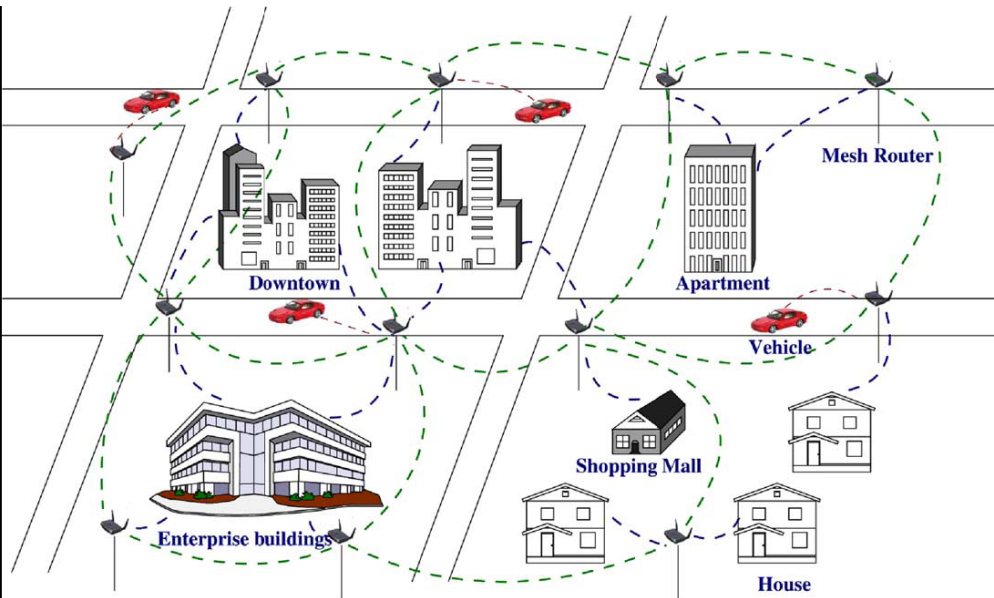 Mesh Router
Downtown
Apartment
Vehicle
Shopping Mall
Enterprise buildings
House